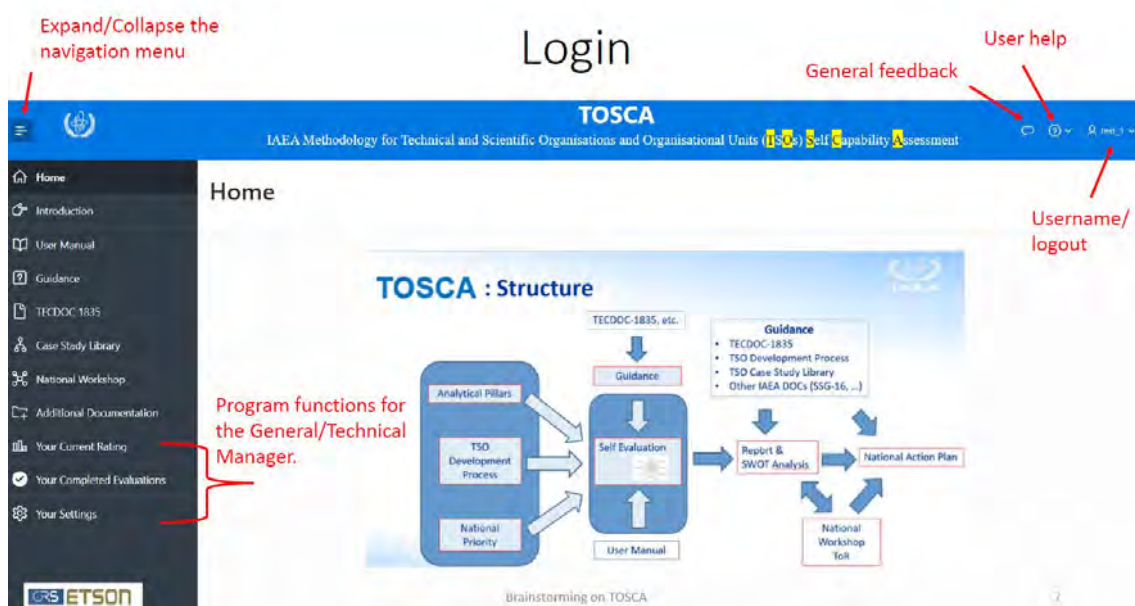 Expand/Collapse the
navigation menu
Login
User help
General feedback
TOSCA
IAEA Methodology for Technical and Scientific Organisations and Organisational Units (TSOs) Self Capability Assessment
test_1
Username/
logout
Home
Introduction
User Manual
Guidance
TECDOC 1835
Case Study Library
National Workshop
Additional Documentation
Your Current Rating
Your Completed Evaluations
Your Settings
Home
Program functions for
the General/Technical
Manager.
TOSCA : Structure
TECDOC-1835, etc.
Guidance
• TECDOC-1835
• TSO Development Process
• TSO Case Study Library
• Other IAEA DOCs (SSG-16, ...)
Guidance
Analytical Pillars
TSO
Development
Process
National
Priority
Self Evaluation
User Manual
Report &
SWOT Analysis
National Action Plan
National
Workshop
ToR
GRS ETSON
Brainstorming on TOSCA